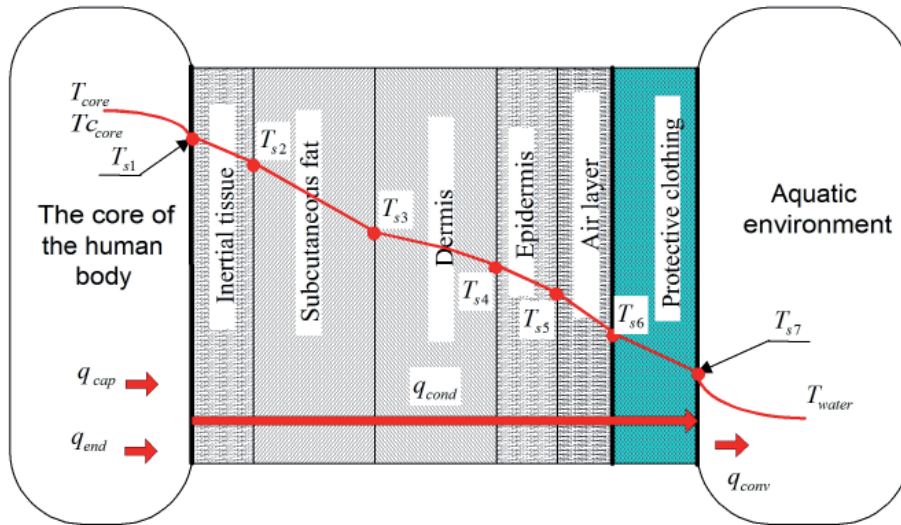 T_core
Tc_core
T_s1
The core of
the human
body
q_cap
q_end
Inertial tissue
T_s2
Subcutaneous fat
T_s3
Dermis
T_s4
q_cond
Epidermis
T_s5
Air layer
T_s6
Protective clothing
Aquatic
environment
T_s7
T_water
q_conv